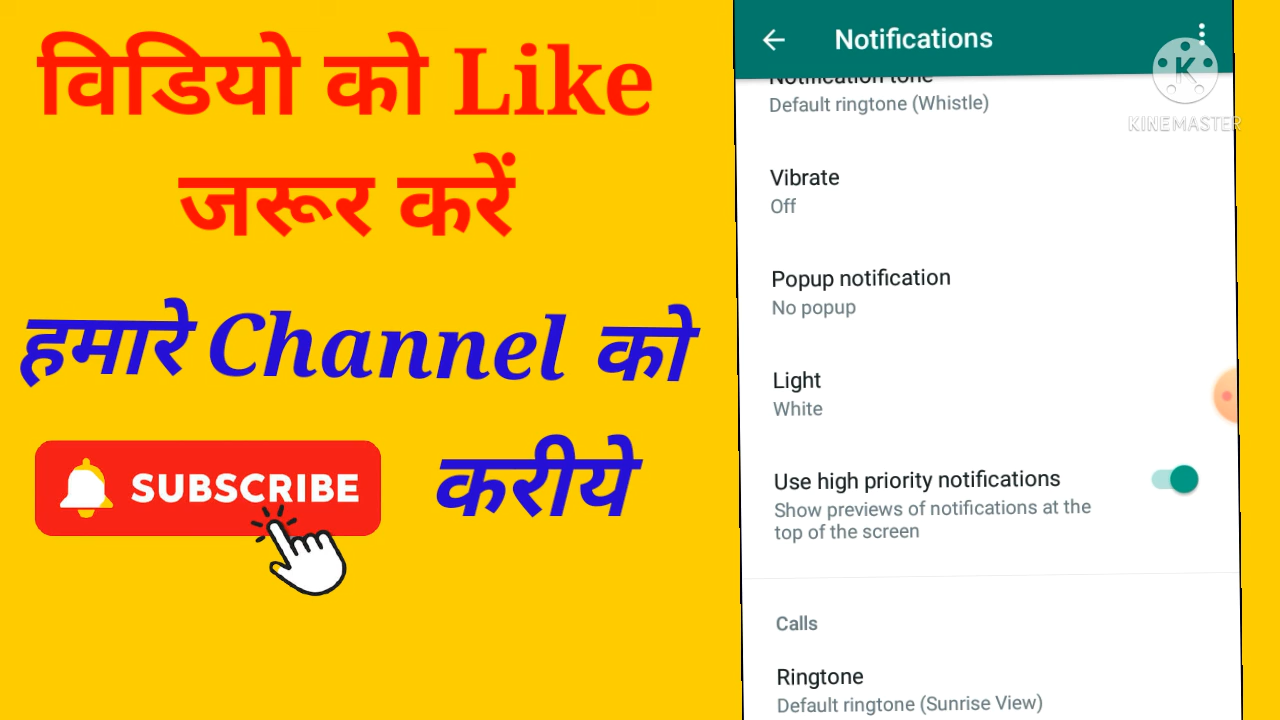 विडियो को Like
जरूर करें
हमारे Channel को
SUBSCRIBE
करीये
Notifications
KINEMASTER
Notification tone
Default ringtone (Whistle)
Vibrate
Off
Popup notification
No popup
Light
White
Use high priority notifications
Show previews of notifications at the
top of the screen
Calls
Ringtone
Default ringtone (Sunrise View)